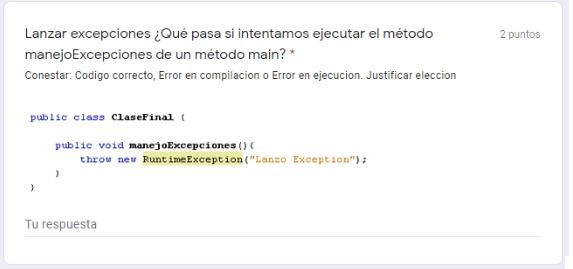 Lanzar excepciones ¿Qué pasa si intentamos ejecutar el método
2 puntos
manejoExcepciones de un método main? *
Conestar: Codigo correcto, Error en compilacion o Error en ejecucion. Justificar eleccion
public class ClaseFinal {
public void manejoExcepciones(){
throw new RuntimeException("Lanzo Exception");
}
}
Tu respuesta